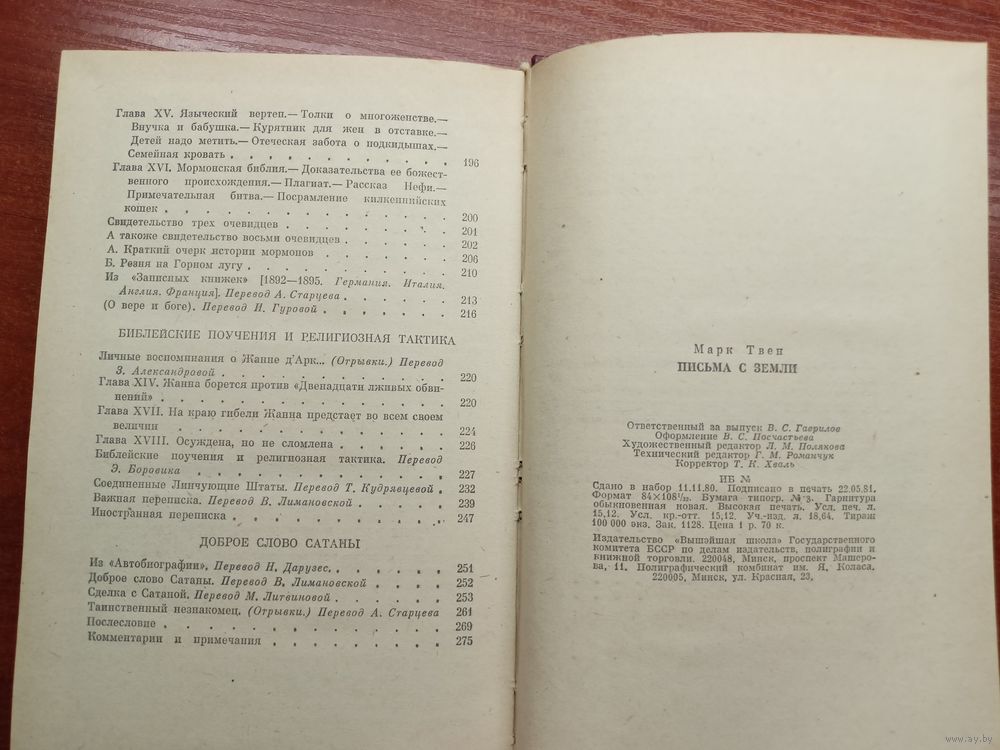 Глава XV. Языческий вертеп.— Толки о многоженстве.—
Внучка и бабушка.— Курятник для жен в отставке.—
Детей надо метить.— Отеческая забота о подкидышах.—
Семейная кровать . . . . . . . . . . . . 196
Глава XVI. Мормонская библия.— Доказательства ее божест-
венного происхождения.— Плагиат.— Рассказ Нефи.—
Примечательная битва.— Посрамление килкеннийских
кошек . . . . . . . . . . . . . . . 200
Свидетельство трех очевидцев . . . . . . . . 201
А также свидетельство восьми очевидцев . . . . . . 202
А. Краткий очерк истории мормонов . . . . . . . 206
Б. Резня на Горном лугу . . . . . . . . . . 210
Из «Записных книжек» [1892—1895. Германия. Италия.
Англия. Франция]. Перевод А. Старцева . . . . . . 213
(О вере и боге). Перевод И. Гуровой . . . . . . . 216
БИБЛЕЙСКИЕ ПОУЧЕНИЯ И РЕЛИГИОЗНАЯ ТАКТИКА
Личные воспоминания о Жанне д'Арк... (Отрывки.) Перевод
Э. Александровой . . . . . . . . . . . . 220
Глава XIV. Жанна борется против «Двенадцати лживых обви-
нений» . . . . . . . . . . . . . . . 220
Глава XVII. На краю гибели Жанна предстает во всем своем
величии . . . . . . . . . . . . . . . 224
Глава XVIII. Осуждена, но не сломлена . . . . . . 226
Библейские поучения и религиозная тактика. Перевод
Э. Боровика . . . . . . . . . . . . . 227
Соединенные Линчующие Штаты. Перевод Т. Кудрявцевой . 232
Важная переписка. Перевод В. Лимановской . . . . . 239
Иностранная переписка . . . . . . . . . . . 247
ДОБРОЕ СЛОВО САТАНЫ
Из «Автобиографии». Перевод Н. Дарузес. . . . . . 251
Доброе слово Сатаны. Перевод В. Лимановской . . . . 252
Сделка с Сатаной. Перевод М. Литвиновой . . . . . 253
Таинственный незнакомец. (Отрывки.) Перевод А. Старцева 261
Послесловие . . . . . . . . . . . . . . 269
Комментарии и примечания . . . . . . . . . . 275
Марк Твен
ПИСЬМА С ЗЕМЛИ
Ответственный за выпуск В. С. Гаврилов
Оформление В. С. Посчастьева
Художественный редактор Л. М. Полякова
Технический редактор Г. М. Романчук
Корректор Т. К. Хваль
ИБ №
Сдано в набор 11.11.80. Подписано в печать 22.05.81.
Формат 84×108¹/₃₂. Бумага типогр. № 3. Гарнитура
обыкновенная новая. Высокая печать. Усл. печ. л.
15,12. Усл. кр.-отт. 15,12. Уч.-изд. л. 18,64. Тираж
100 000 экз. Зак. 1128. Цена 1 р. 70 к.
Издательство «Вышэйшая школа» Государственного
комитета БССР по делам издательств, полиграфии и
книжной торговли. 220048, Минск, проспект Машеро-
ва, 11. Полиграфический комбинат им. Я. Коласа.
220005, Минск, ул. Красная, 23.
www.ay.by